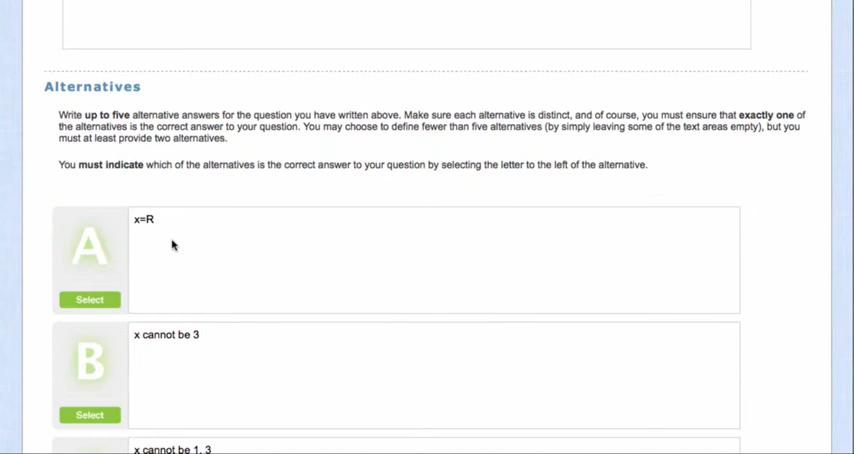 Alternatives
Write up to five alternative answers for the question you have written above. Make sure each alternative is distinct, and of course, you must ensure that exactly one of
the alternatives is the correct answer to your question. You may choose to define fewer than five alternatives (by simply leaving some of the text areas empty), but you
must at least provide two alternatives.
You must indicate which of the alternatives is the correct answer to your question by selecting the letter to the left of the alternative.
A
x=R
Select
B
x cannot be 3
Select
x cannot be 1, 3